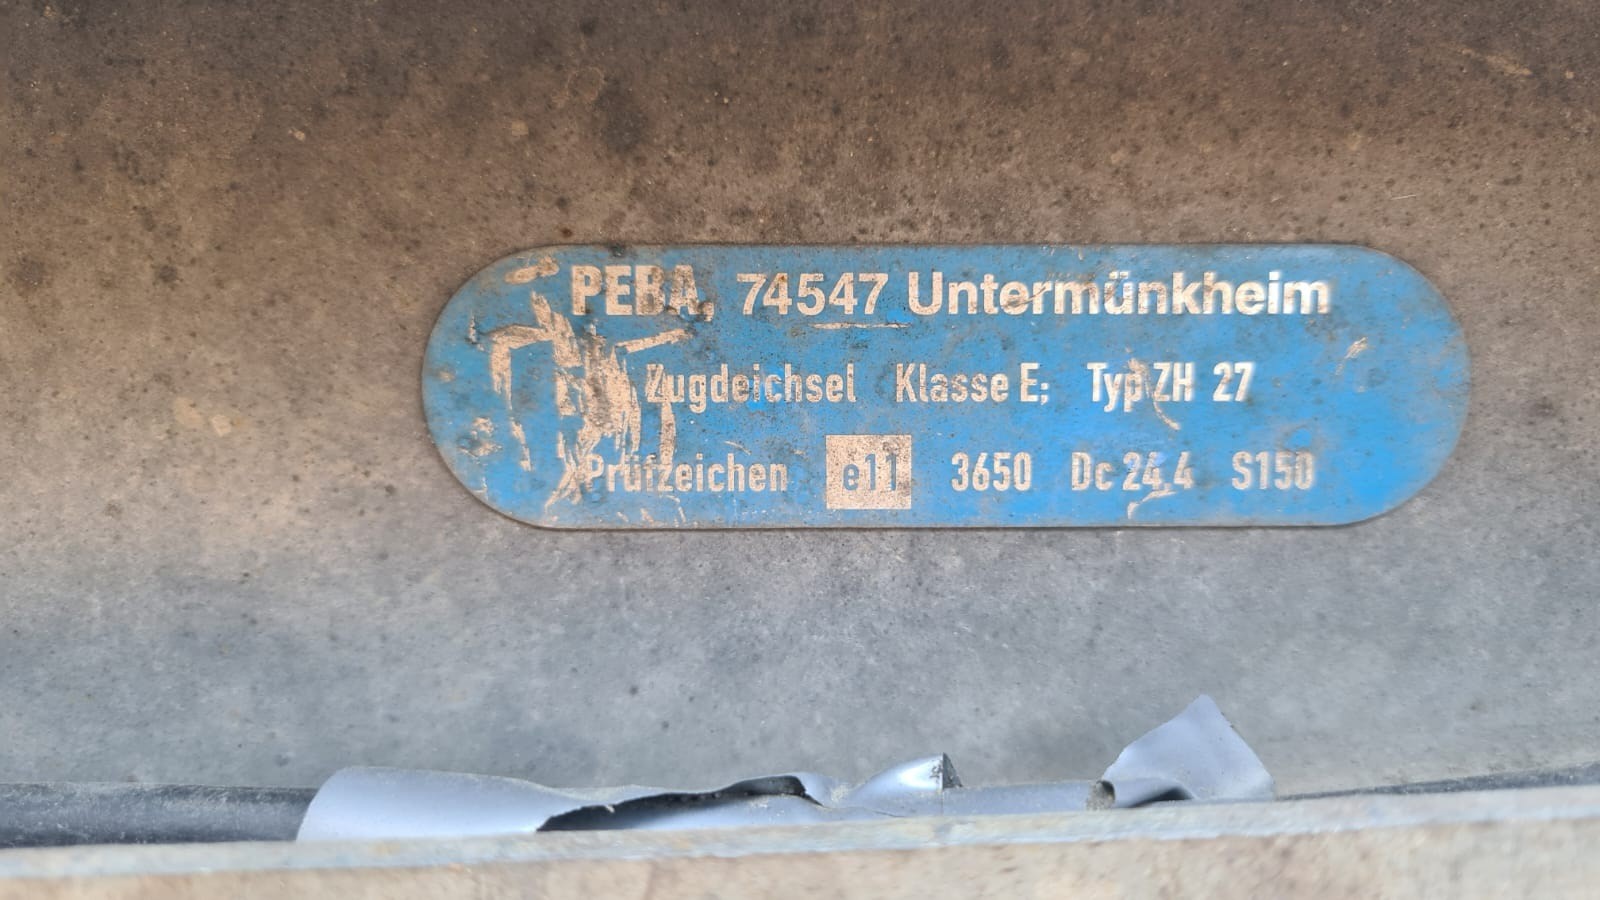 PEBA, 74547 Untermünkheim
Zugdeichsel Klasse E; Typ ZH 27
Prüfzeichen e11 3650 Dc 24,4 S150